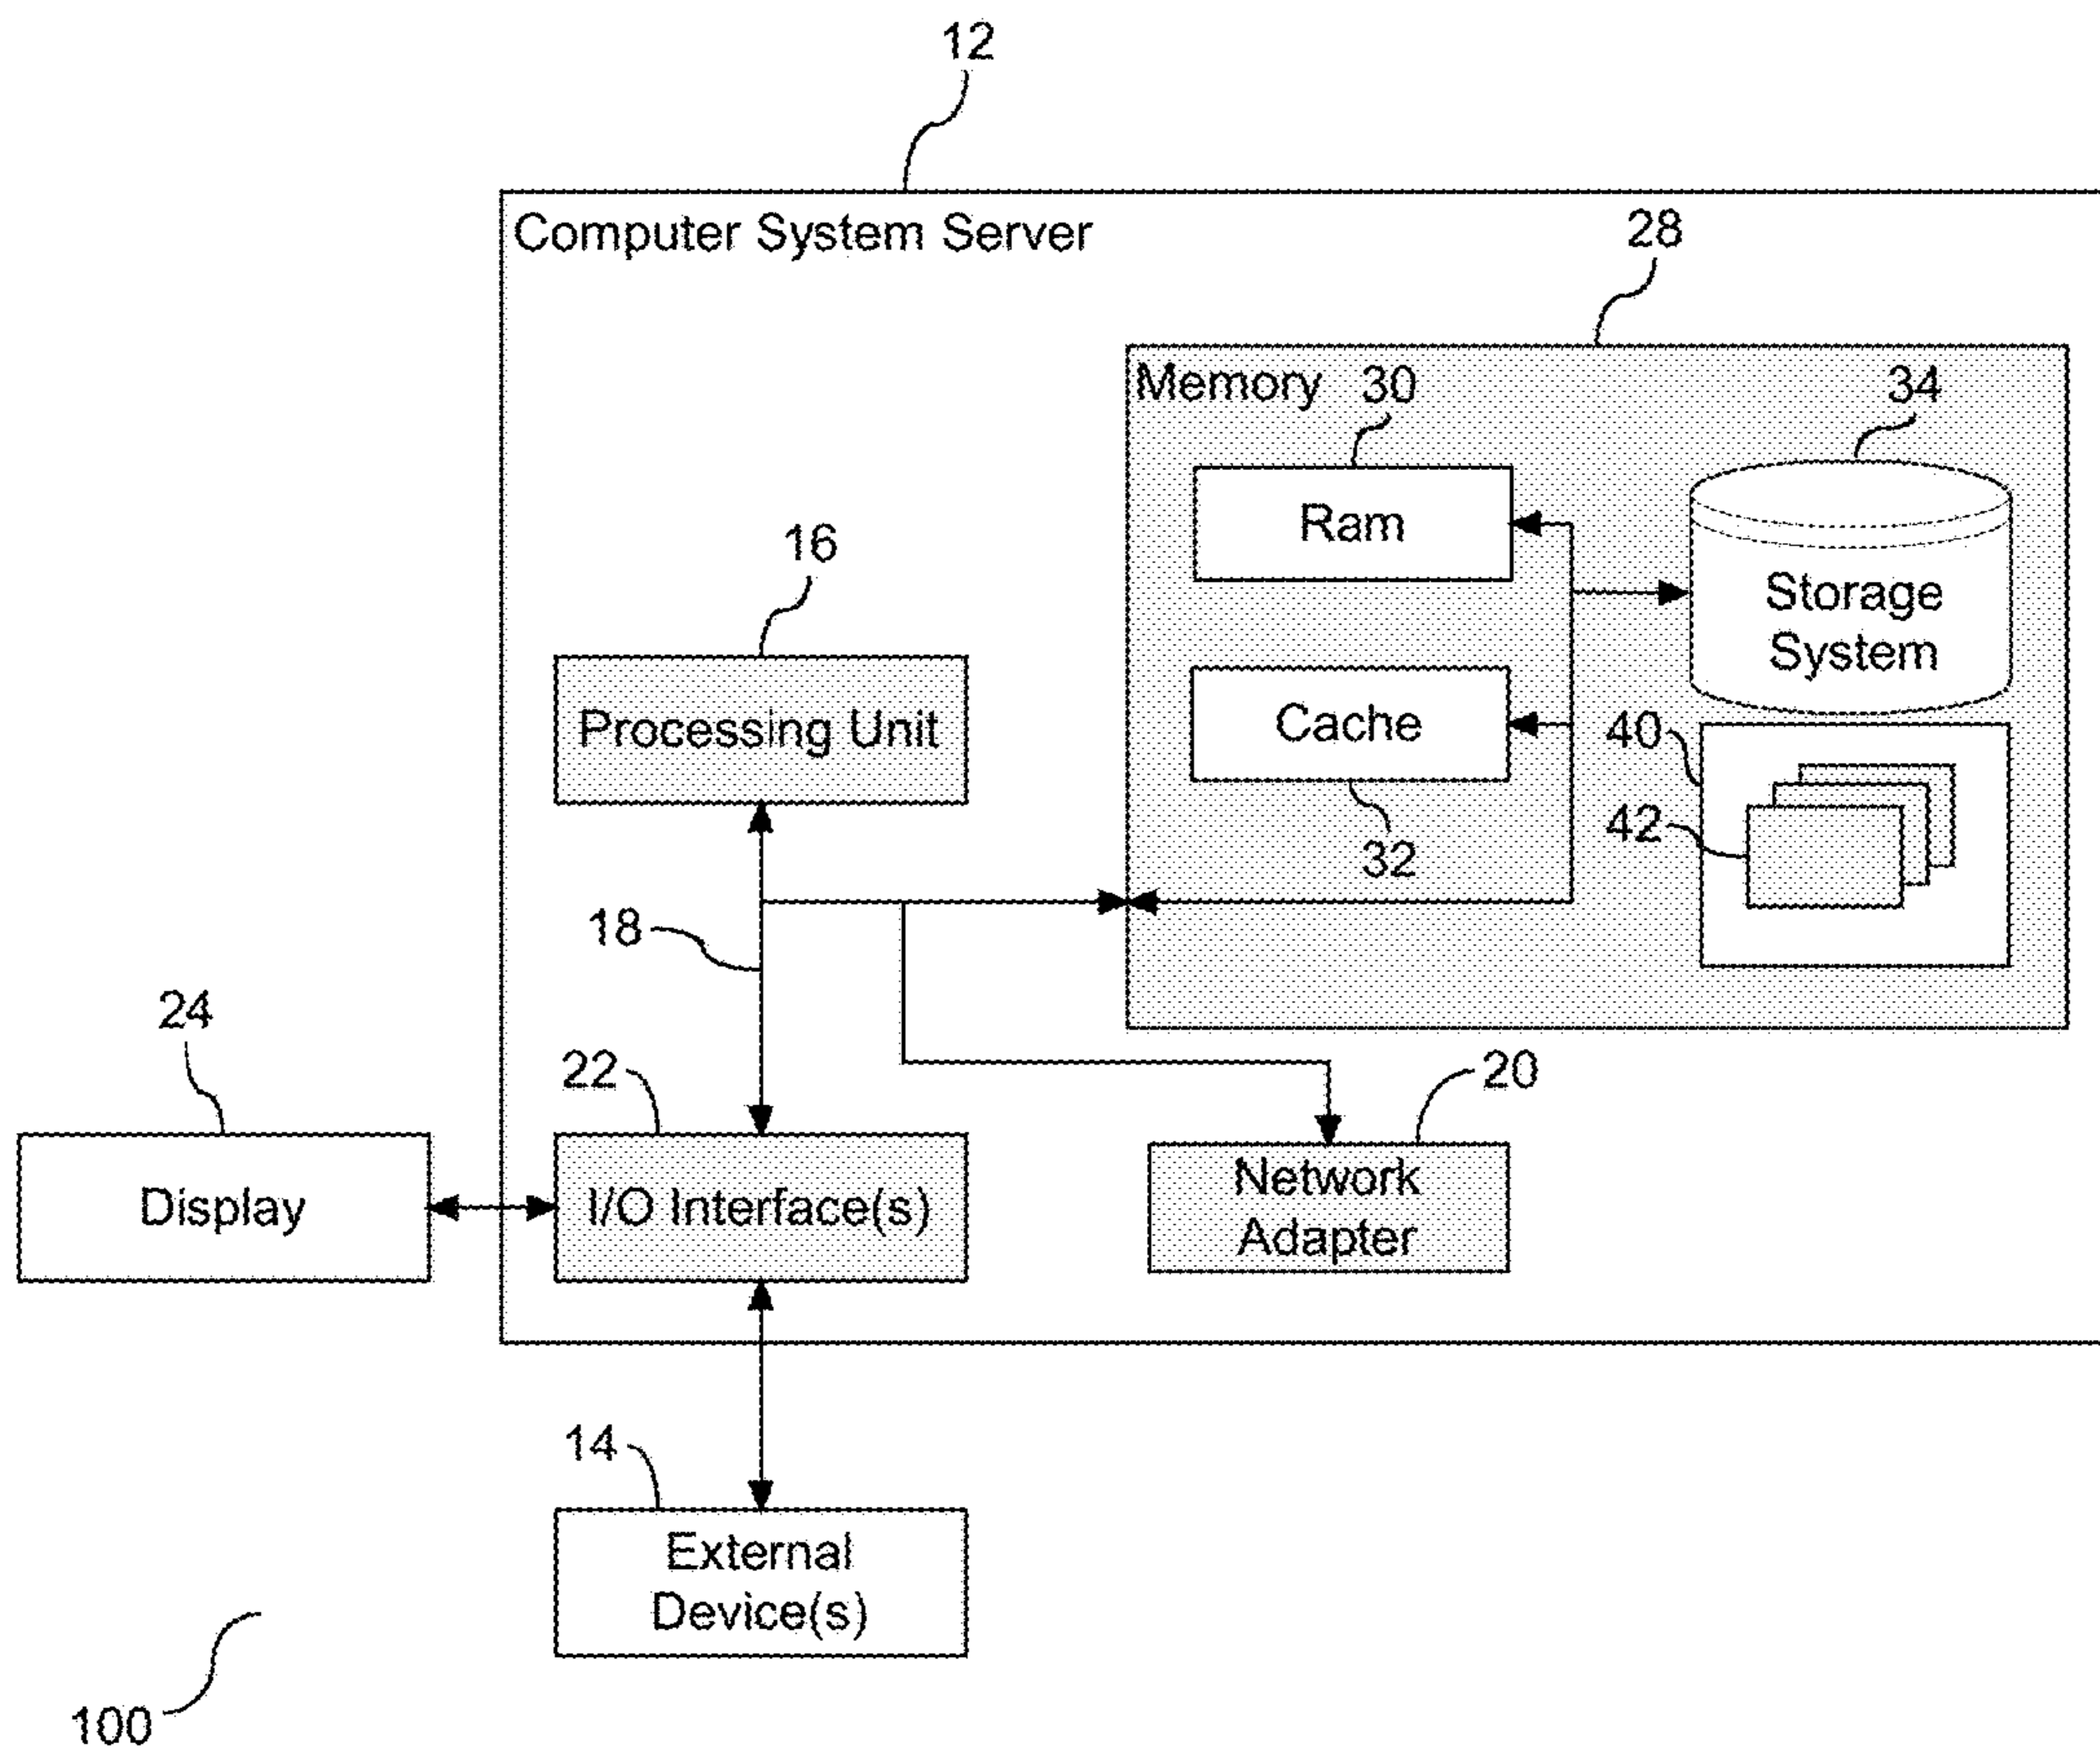 12
Computer System Server
28
Memory 30
34
Ram
16
Storage
System
Processing Unit
Cache
40
42
32
18
24
22
20
Display
I/O Interface(s)
Network
Adapter
14
External
Device(s)
100